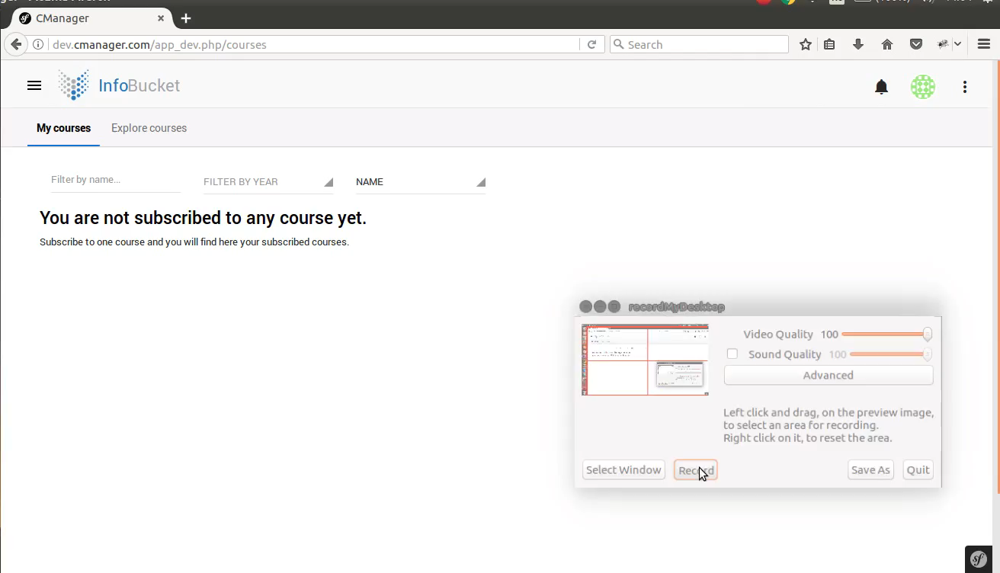 CManager
dev.cmanager.com/app_dev.php/courses
Search
InfoBucket
My courses
Explore courses
Filter by name...
FILTER BY YEAR
NAME
You are not subscribed to any course yet.
Subscribe to one course and you will find here your subscribed courses.
recordMyDesktop
Video Quality 100
Sound Quality 100
Advanced
Left click and drag, on the preview image,
to select an area for recording.
Right click on it, to reset the area.
Select Window
Record
Save As
Quit
sf